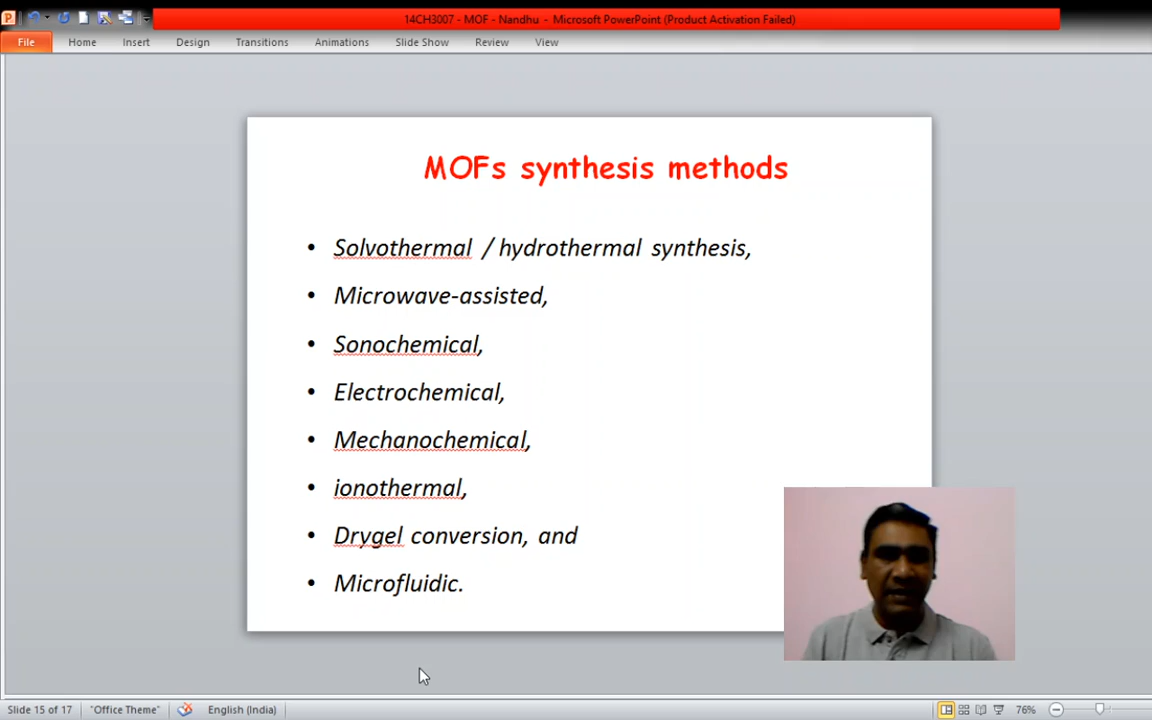 14CH3007 - MOF - Nandhu - Microsoft PowerPoint (Product Activation Failed)
File Home Insert Design Transitions Animations Slide Show Review View
MOFs synthesis methods
• Solvothermal / hydrothermal synthesis,
• Microwave-assisted,
• Sonochemical,
• Electrochemical,
• Mechanochemical,
• ionothermal,
• Drygel conversion, and
• Microfluidic.
Slide 15 of 17 "Office Theme" English (India) 76%